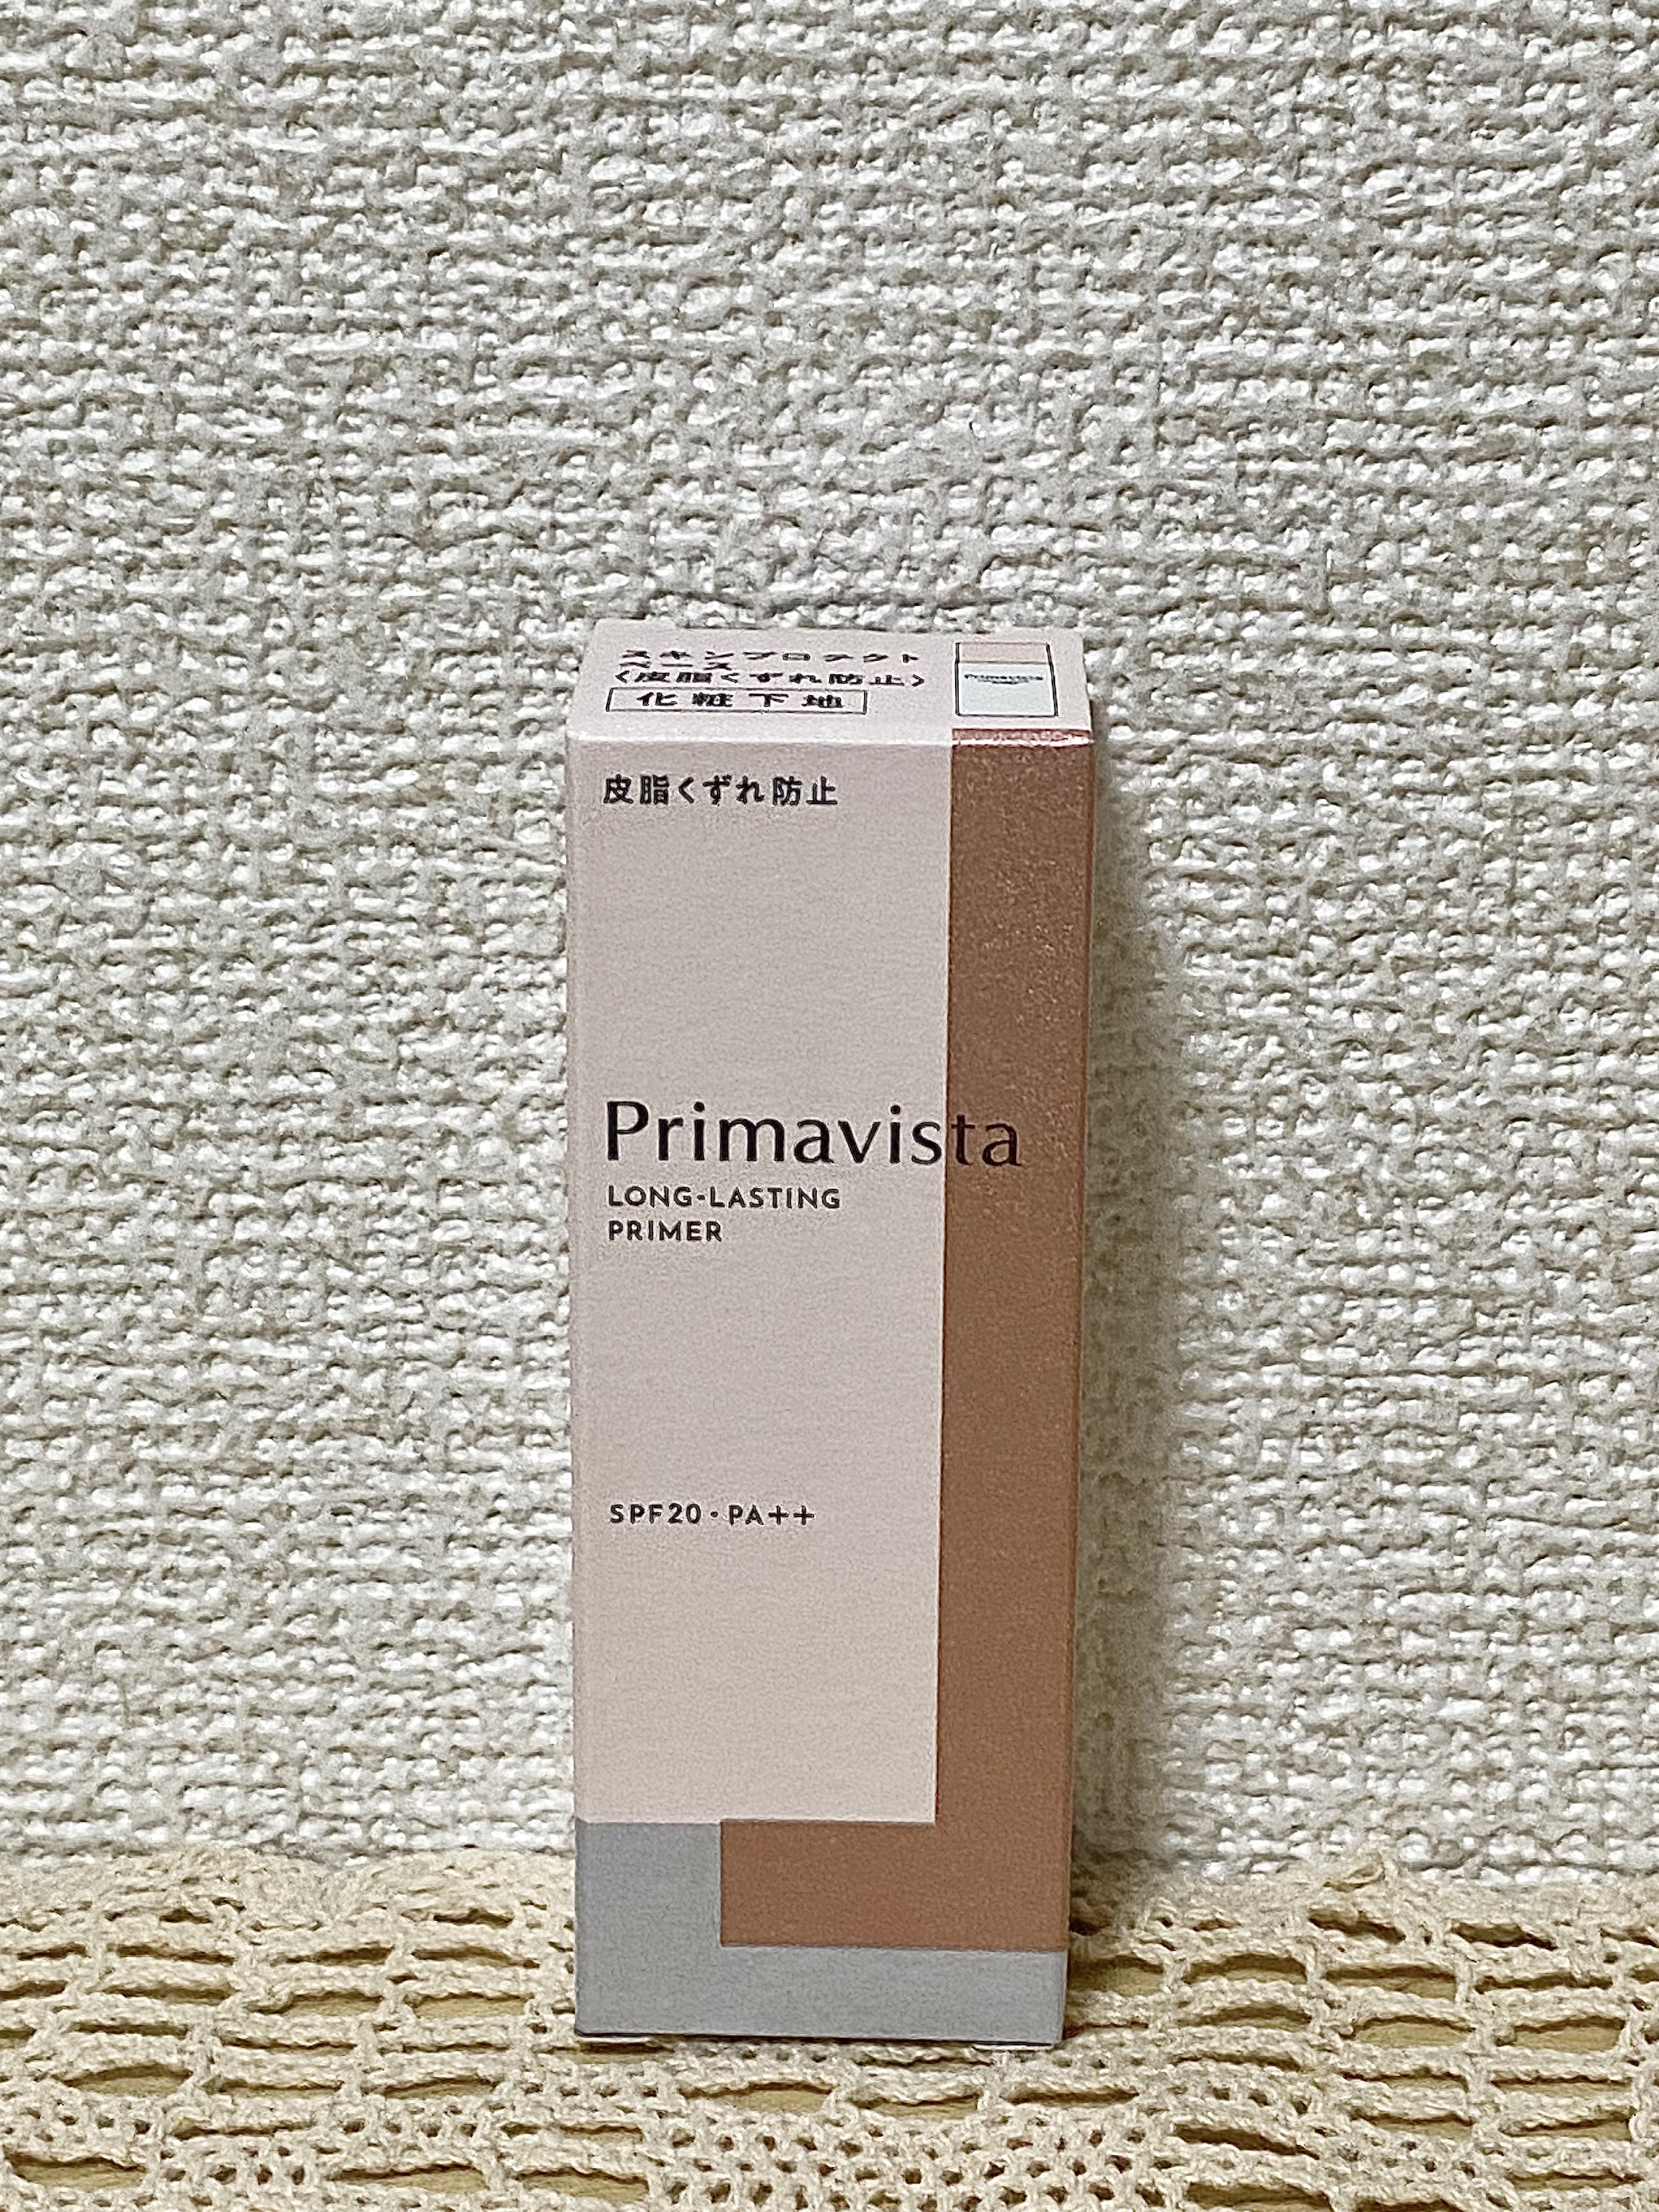 スキンプロテクト
ベース
〈皮脂くずれ防止〉
化粧下地
Primavista
皮脂くずれ防止
Primavista
LONG-LASTING
PRIMER
SPF20・PA++